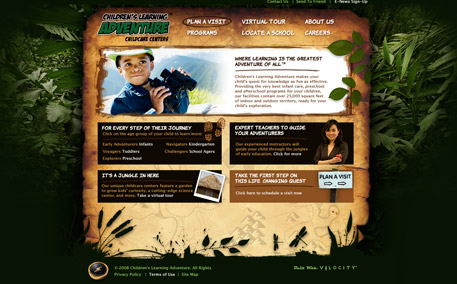 Contact Us | Send To Friend | E-News Sign-Up
CHILDREN'S LEARNING
ADVENTURE
CHILDCARE CENTERS
PLAN A VISIT
VIRTUAL TOUR
ABOUT US
PROGRAMS
LOCATE A SCHOOL
CAREERS
WHERE LEARNING IS THE GREATEST
ADVENTURE OF ALL™
Children's Learning Adventure makes your
child's quest for knowledge as fun as effective.
Providing the very best infant care, preschool
and afterschool programs for your children,
our facilities contain over 25,000 square feet
of indoor and outdoor territory, ready for your
child's exploration.
FOR EVERY STEP OF THEIR JOURNEY
Click on the age group of your child to learn more.
Early Adventurers Infants
Navigators Kindergarten
Voyagers Toddlers
Challengers School Agers
Explorers Preschool
EXPERT TEACHERS TO GUIDE
YOUR ADVENTURERS
Our experienced instructors will
guide your child through the jungles
of early education. Click for more
IT'S A JUNGLE IN HERE
Our unique childcare centers feature a garden
to grow kids' curiosity, a cutting-edge science
center, and more. Take a virtual tour
TAKE THE FIRST STEP ON
THIS LIFE CHANGING QUEST
Click here to schedule a visit now
PLAN A VISIT
© 2008 Children's Learning Adventure. All Rights
Privacy Policy | Terms of Use | Site Map
VELOCITY